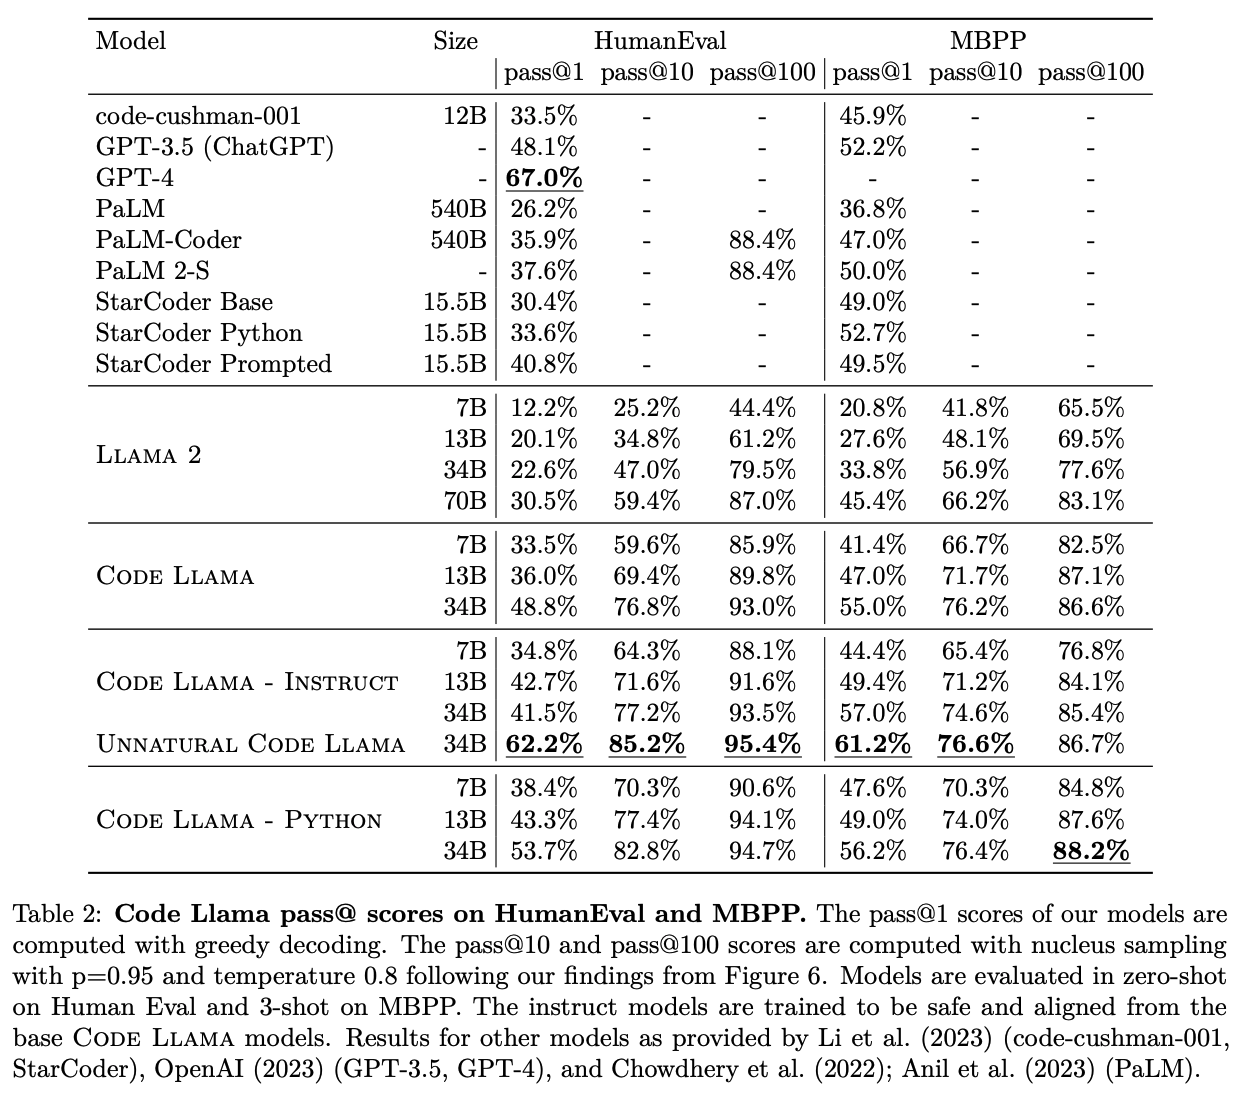 Model Size HumanEval MBPP
pass@1 pass@10 pass@100 pass@1 pass@10 pass@100
code-cushman-001 12B 33.5% - - 45.9% - -
GPT-3.5 (ChatGPT) - 48.1% - - 52.2% - -
GPT-4 - 67.0% - - - - -
PaLM 540B 26.2% - - 36.8% - -
PaLM-Coder 540B 35.9% - 88.4% 47.0% - -
PaLM 2-S - 37.6% - 88.4% 50.0% - -
StarCoder Base 15.5B 30.4% - - 49.0% - -
StarCoder Python 15.5B 33.6% - - 52.7% - -
StarCoder Prompted 15.5B 40.8% - - 49.5% - -
7B 12.2% 25.2% 44.4% 20.8% 41.8% 65.5%
13B 20.1% 34.8% 61.2% 27.6% 48.1% 69.5%
LLAMA 2
34B 22.6% 47.0% 79.5% 33.8% 56.9% 77.6%
70B 30.5% 59.4% 87.0% 45.4% 66.2% 83.1%
7B 33.5% 59.6% 85.9% 41.4% 66.7% 82.5%
CODE LLAMA 13B 36.0% 69.4% 89.8% 47.0% 71.7% 87.1%
34B 48.8% 76.8% 93.0% 55.0% 76.2% 86.6%
7B 34.8% 64.3% 88.1% 44.4% 65.4% 76.8%
CODE LLAMA - INSTRUCT 13B 42.7% 71.6% 91.6% 49.4% 71.2% 84.1%
34B 41.5% 77.2% 93.5% 57.0% 74.6% 85.4%
UNNATURAL CODE LLAMA 34B 62.2% 85.2% 95.4% 61.2% 76.6% 86.7%
7B 38.4% 70.3% 90.6% 47.6% 70.3% 84.8%
CODE LLAMA - PYTHON 13B 43.3% 77.4% 94.1% 49.0% 74.0% 87.6%
34B 53.7% 82.8% 94.7% 56.2% 76.4% 88.2%
Table 2: Code Llama pass@ scores on HumanEval and MBPP. The pass@1 scores of our models are
computed with greedy decoding. The pass@10 and pass@100 scores are computed with nucleus sampling
with p=0.95 and temperature 0.8 following our findings from Figure 6. Models are evaluated in zero-shot
on Human Eval and 3-shot on MBPP. The instruct models are trained to be safe and aligned from the
base CODE LLAMA models. Results for other models as provided by Li et al. (2023) (code-cushman-001,
StarCoder), OpenAI (2023) (GPT-3.5, GPT-4), and Chowdhery et al. (2022); Anil et al. (2023) (PaLM).